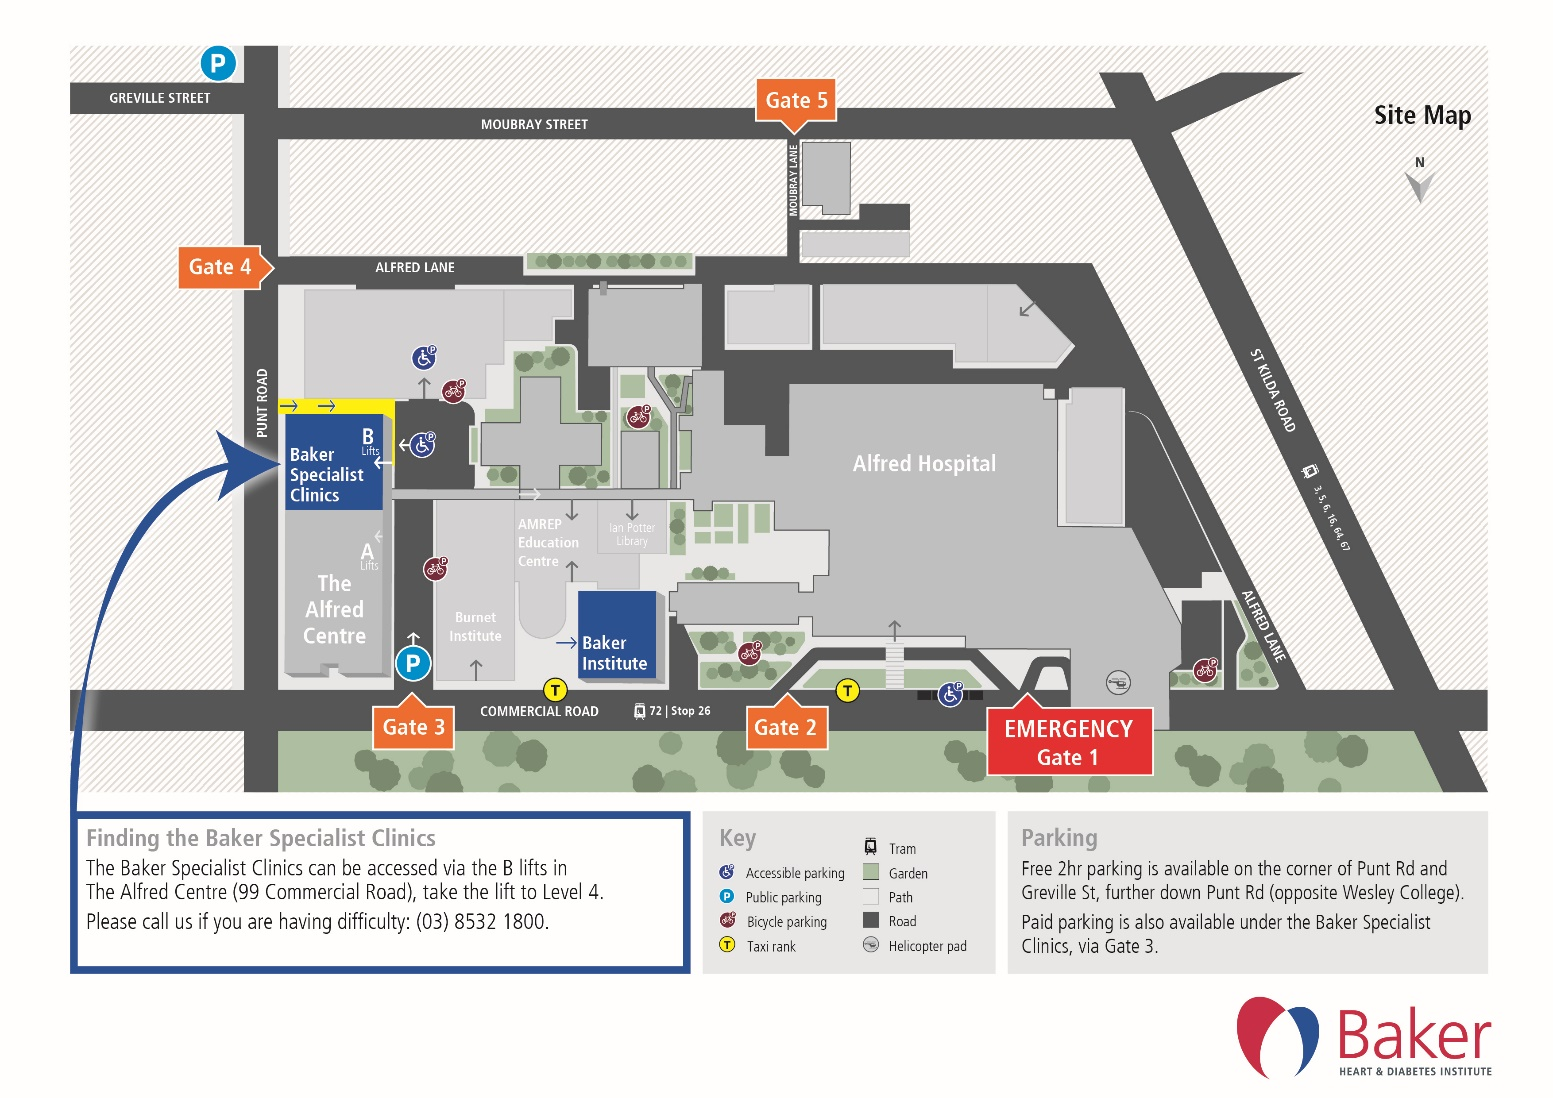 P
GREVILLE STREET
MOUBRAY STREET
Gate 5
Site Map
N
MOUBRAY LANE
Gate 4
ALFRED LANE
PUNT ROAD
ST KILDA ROAD
3, 5, 6, 16, 64, 67
P
P
P
P
B
Lifts
Baker
Specialist
Clinics
Alfred Hospital
A
Lifts
The
Alfred
Centre
AMREP
Education
Centre
Ian Potter
Library
P
Burnet
Institute
Baker
Institute
ALFRED LANE
P
P
P
P
T
T
COMMERCIAL ROAD
72 | Stop 26
Gate 3
Gate 2
EMERGENCY
Gate 1
Finding the Baker Specialist Clinics
The Baker Specialist Clinics can be accessed via the B lifts in
The Alfred Centre (99 Commercial Road), take the lift to Level 4.
Please call us if you are having difficulty: (03) 8532 1800.
Key
P Accessible parking
P Public parking
P Bicycle parking
T Taxi rank
Tram
Garden
Path
Road
Helicopter pad
Parking
Free 2hr parking is available on the corner of Punt Rd and
Greville St, further down Punt Rd (opposite Wesley College).
Paid parking is also available under the Baker Specialist
Clinics, via Gate 3.
Baker
HEART & DIABETES INSTITUTE